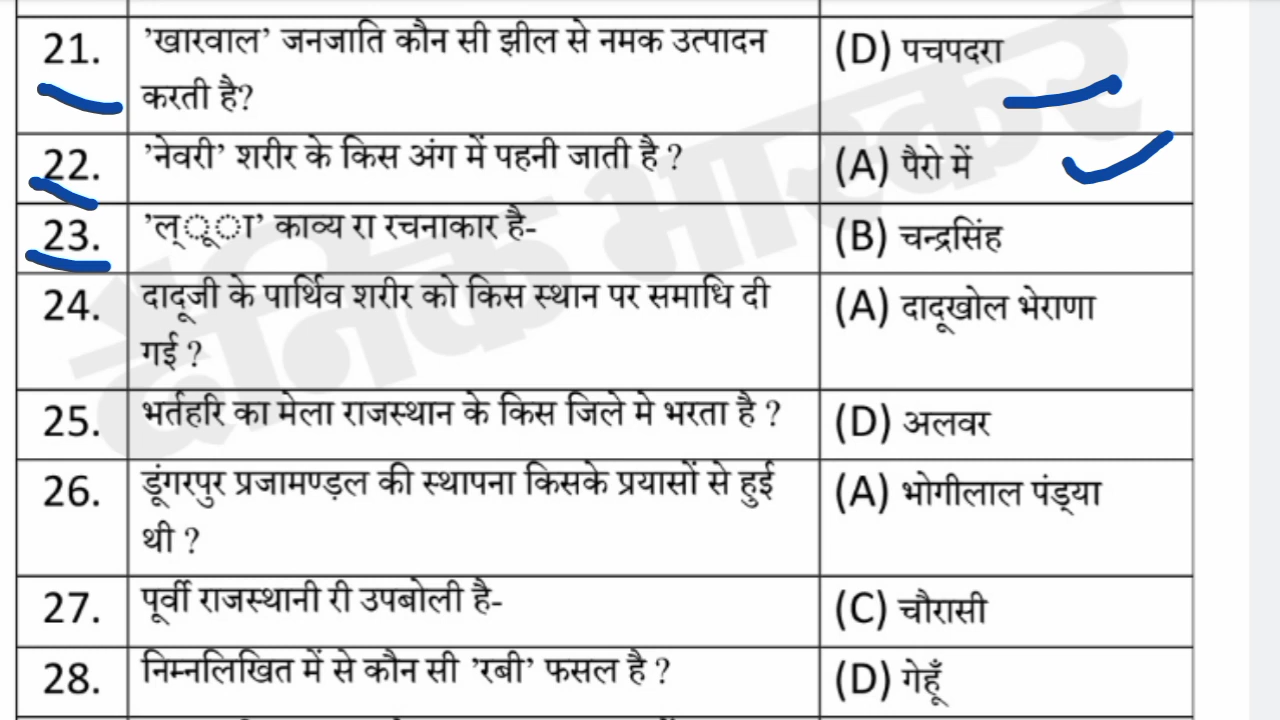 21. ’खारवाल’ जनजाति कौन सी झील से नमक उत्पादन (D) पचपदरा
करती है?
22. ’नेवरी’ शरीर के किस अंग में पहनी जाती है ? (A) पैरो में
23. ’ल्ूा’ काव्य रा रचनाकार है- (B) चन्द्रसिंह
24. दादूजी के पार्थिव शरीर को किस स्थान पर समाधि दी (A) दादूखोल भेराणा
गई ?
25. भर्तहरि का मेला राजस्थान के किस जिले मे भरता है ? (D) अलवर
26. डूंगरपुर प्रजामण्ड़ल की स्थापना किसके प्रयासों से हुई (A) भोगीलाल पंड्या
थी ?
27. पूर्वी राजस्थानी री उपबोली है- (C) चौरासी
28. निम्नलिखित में से कौन सी ’रबी’ फसल है ? (D) गेहूँ
दैनिक भास्कर